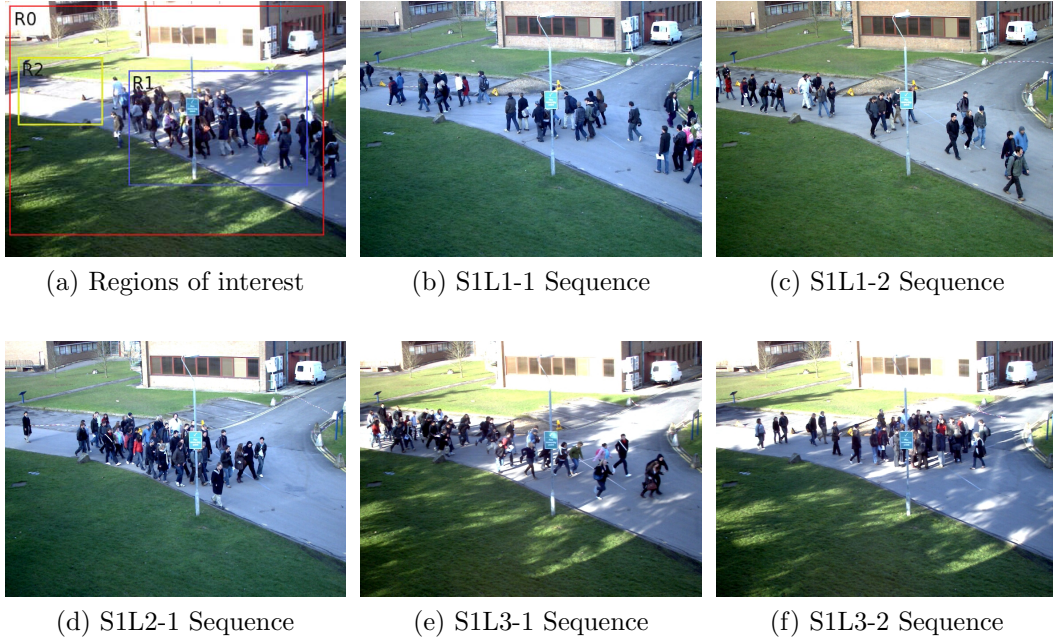 R0
R2
R1
(a) Regions of interest
(b) S1L1-1 Sequence
(c) S1L1-2 Sequence
(d) S1L2-1 Sequence
(e) S1L3-1 Sequence
(f) S1L3-2 Sequence